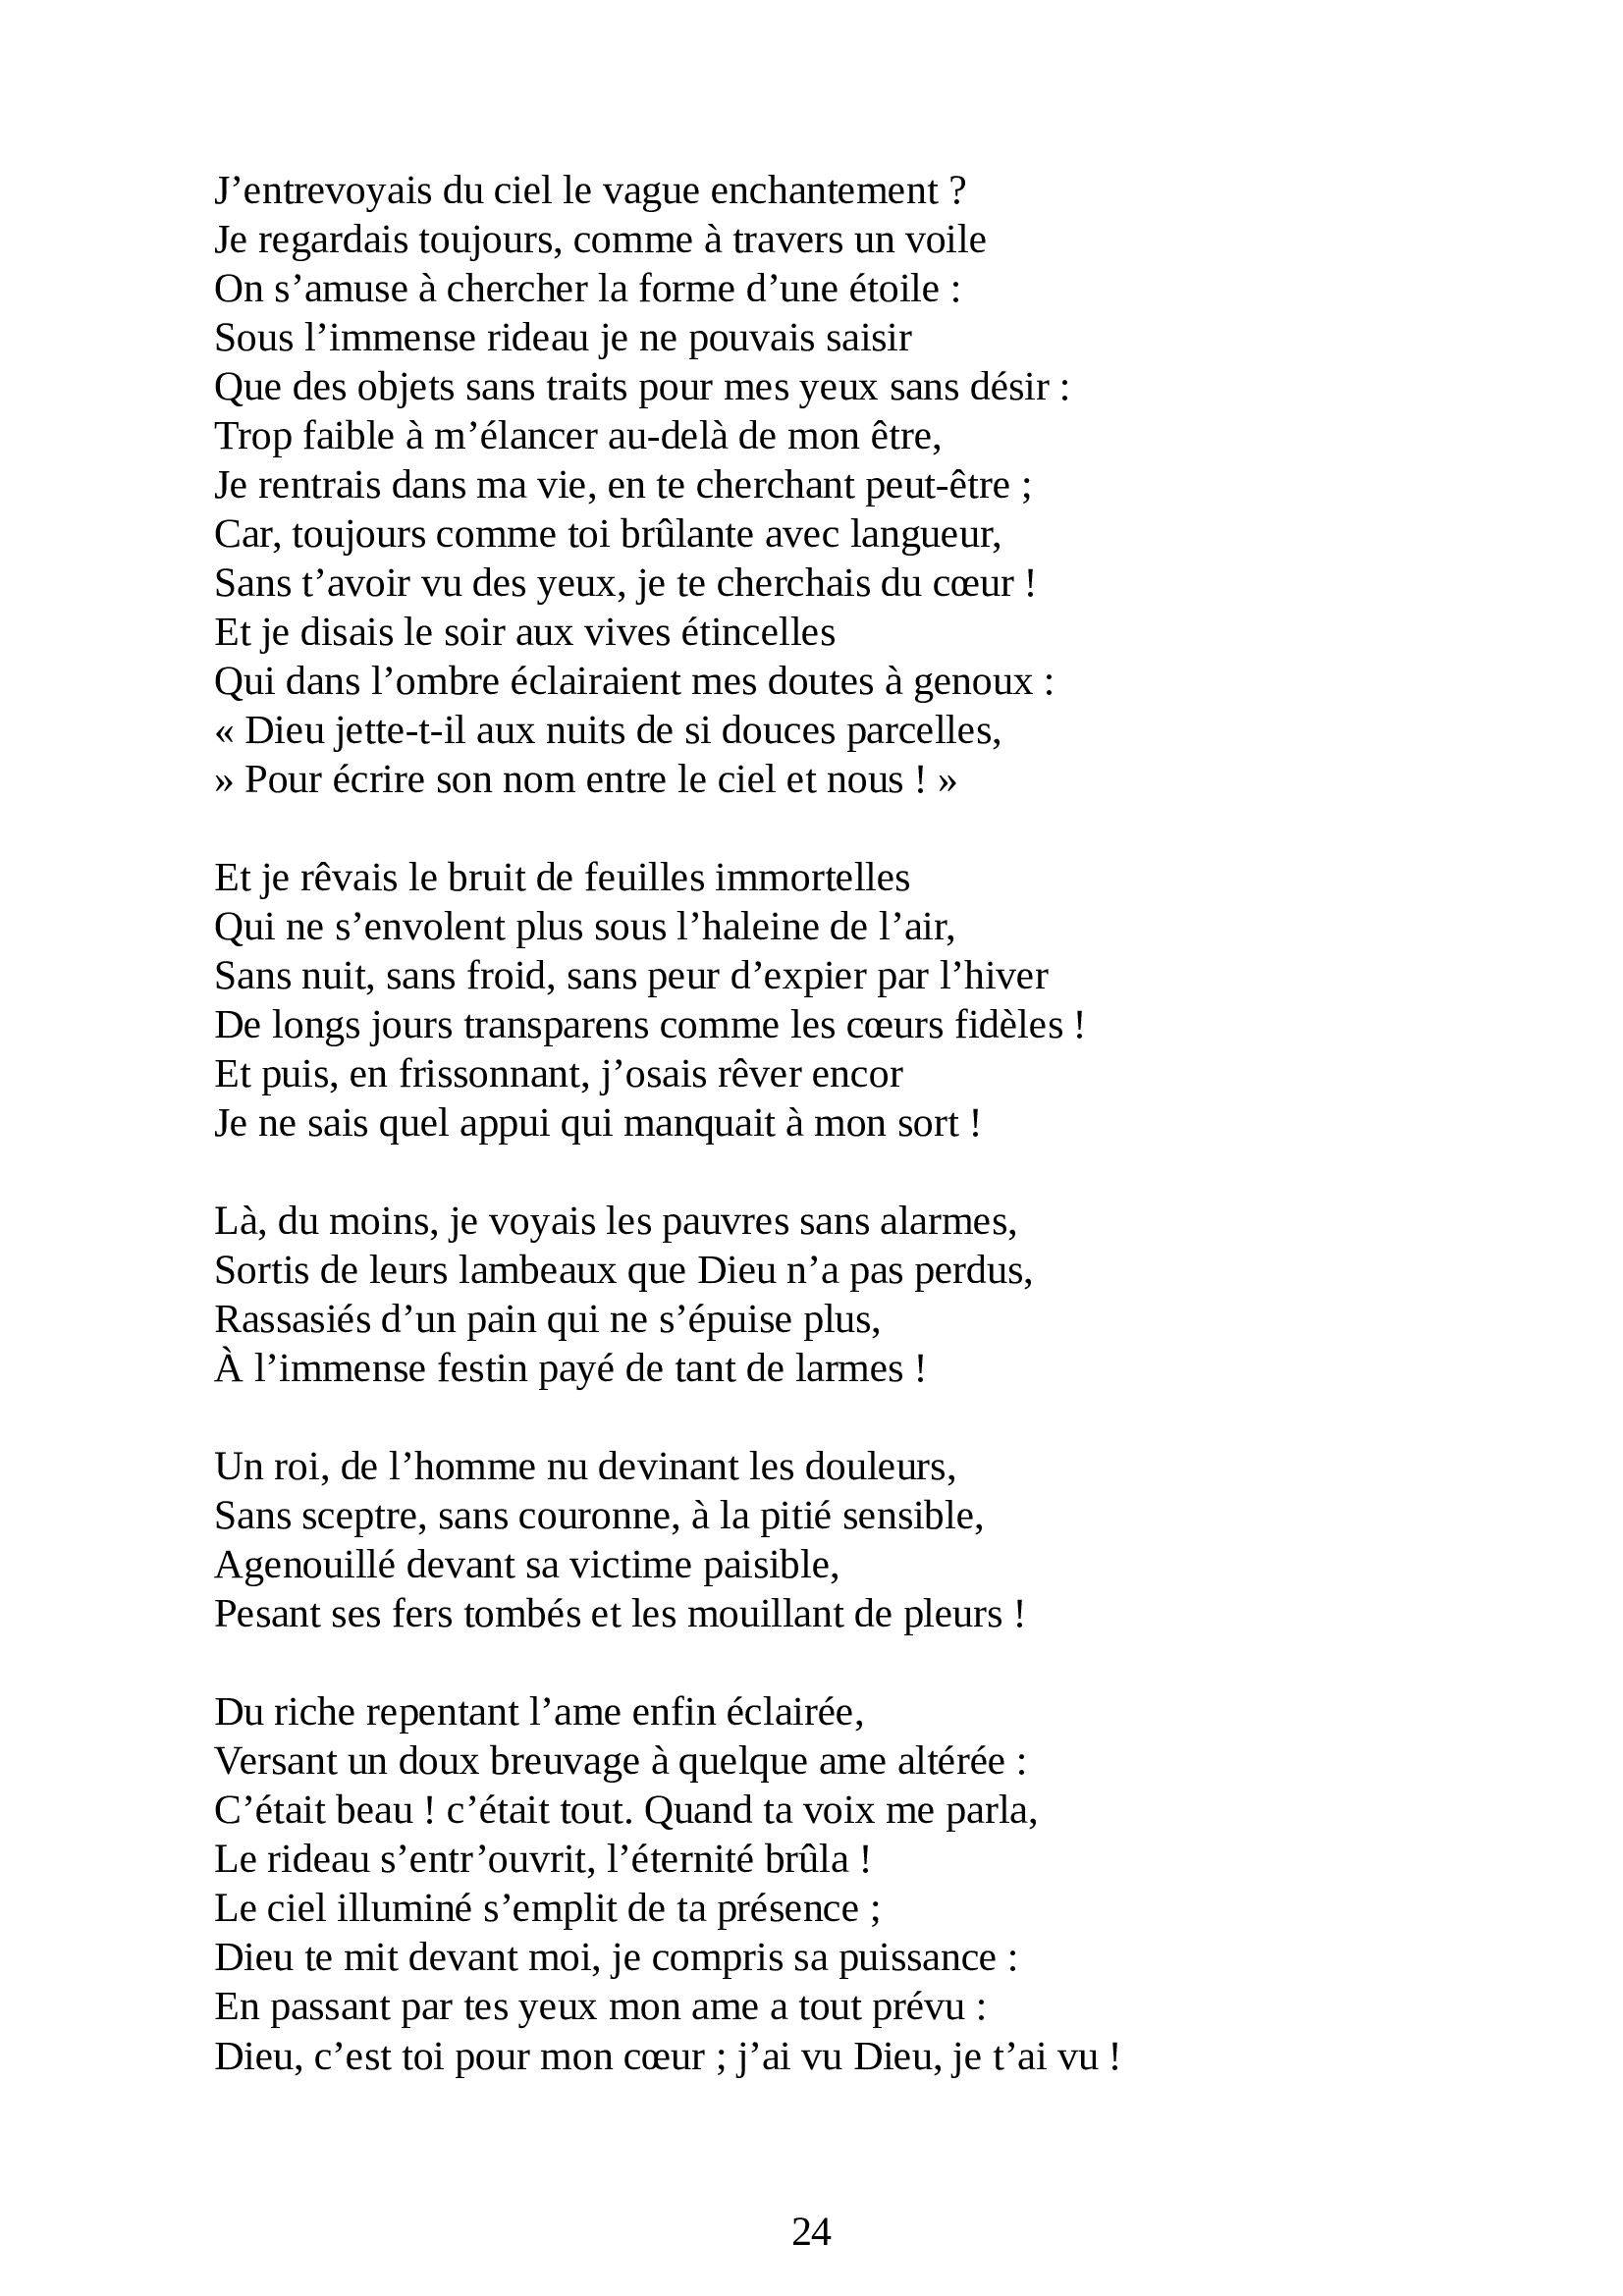 J’entrevoyais du ciel le vague enchantement ?
Je regardais toujours, comme à travers un voile
On s’amuse à chercher la forme d’une étoile :
Sous l’immense rideau je ne pouvais saisir
Que des objets sans traits pour mes yeux sans désir :
Trop faible à m’élancer au-delà de mon être,
Je rentrais dans ma vie, en te cherchant peut-être ;
Car, toujours comme toi brûlante avec langueur,
Sans t’avoir vu des yeux, je te cherchais du cœur !
Et je disais le soir aux vives étincelles
Qui dans l’ombre éclairaient mes doutes à genoux :
« Dieu jette-t-il aux nuits de si douces parcelles,
» Pour écrire son nom entre le ciel et nous ! »

Et je rêvais le bruit de feuilles immortelles
Qui ne s’envolent plus sous l’haleine de l’air,
Sans nuit, sans froid, sans peur d’expier par l’hiver
De longs jours transparens comme les cœurs fidèles !
Et puis, en frissonnant, j’osais rêver encor
Je ne sais quel appui qui manquait à mon sort !

Là, du moins, je voyais les pauvres sans alarmes,
Sortis de leurs lambeaux que Dieu n’a pas perdus,
Rassasiés d’un pain qui ne s’épuise plus,
À l’immense festin payé de tant de larmes !

Un roi, de l’homme nu devinant les douleurs,
Sans sceptre, sans couronne, à la pitié sensible,
Agenouillé devant sa victime paisible,
Pesant ses fers tombés et les mouillant de pleurs !

Du riche repentant l’ame enfin éclairée,
Versant un doux breuvage à quelque ame altérée :
C’était beau ! c’était tout. Quand ta voix me parla,
Le rideau s’entr’ouvrit, l’éternité brûla !
Le ciel illuminé s’emplit de ta présence ;
Dieu te mit devant moi, je compris sa puissance :
En passant par tes yeux mon ame a tout prévu :
Dieu, c’est toi pour mon cœur ; j’ai vu Dieu, je t’ai vu !

24